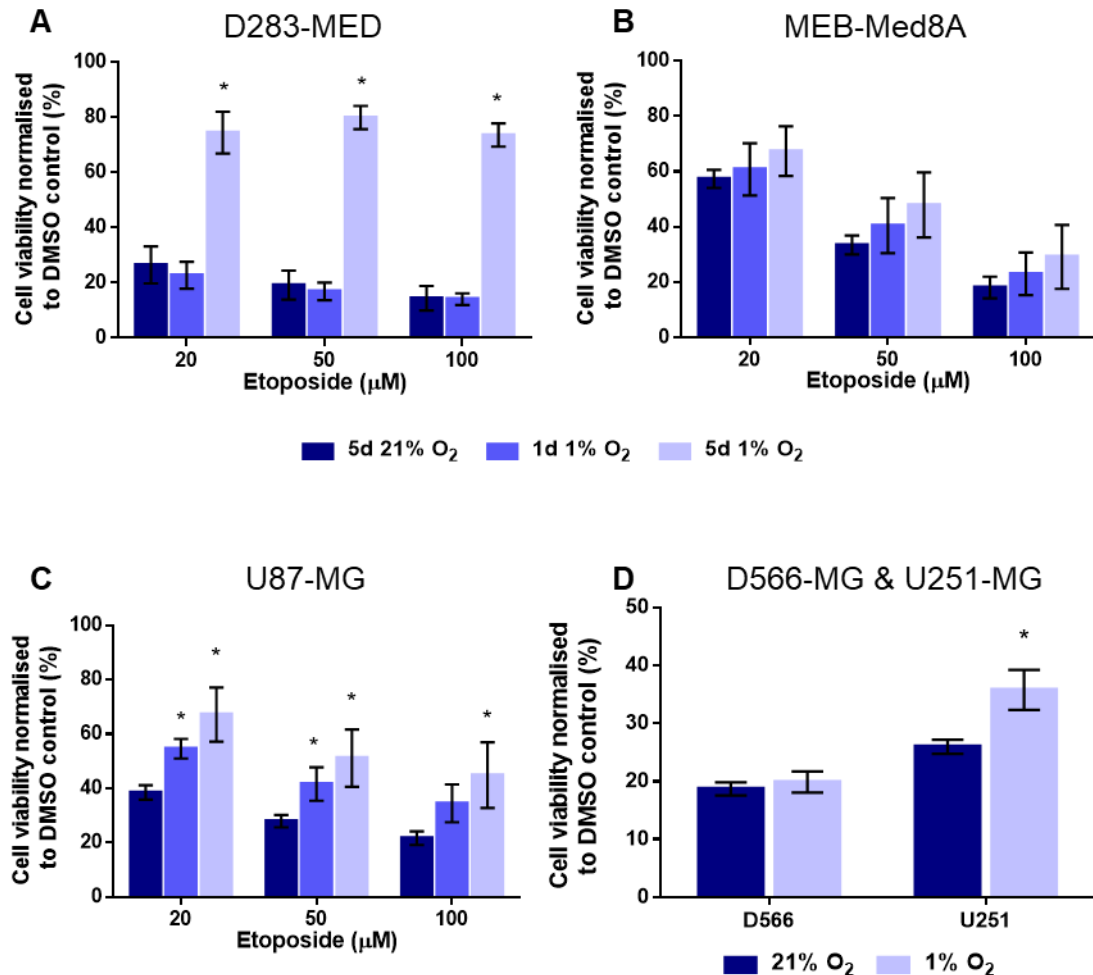 A
D283-MED
Cell viability normalised
to DMSO control (%)
100
80
60
40
20
0
*
*
*
20
50
100
Etoposide (μM)
B
MEB-Med8A
Cell viability normalised
to DMSO control (%)
100
80
60
40
20
0
20
50
100
Etoposide (μM)
5d 21% O₂
1d 1% O₂
5d 1% O₂
C
U87-MG
Cell viability normalised
to DMSO control (%)
100
80
60
40
20
0
*
*
*
*
*
20
50
100
Etoposide (μM)
D
D566-MG & U251-MG
Cell viability normalised
to DMSO control (%)
50
40
30
20
10
0
*
D566
U251
21% O₂
1% O₂